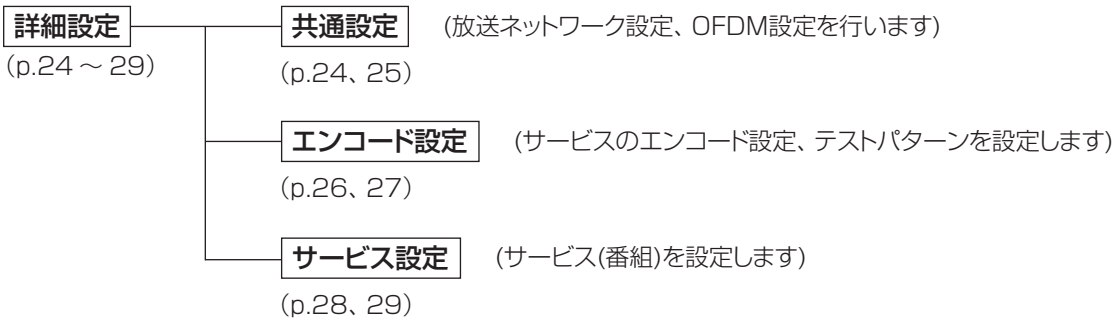 詳細設定 共通設定 (放送ネットワーク設定、OFDM設定を行います)
(p.24 ～ 29) (p.24、25)
エンコード設定 (サービスのエンコード設定、テストパターンを設定します)
(p.26、27)
サービス設定 (サービス(番組)を設定します)
(p.28、29)